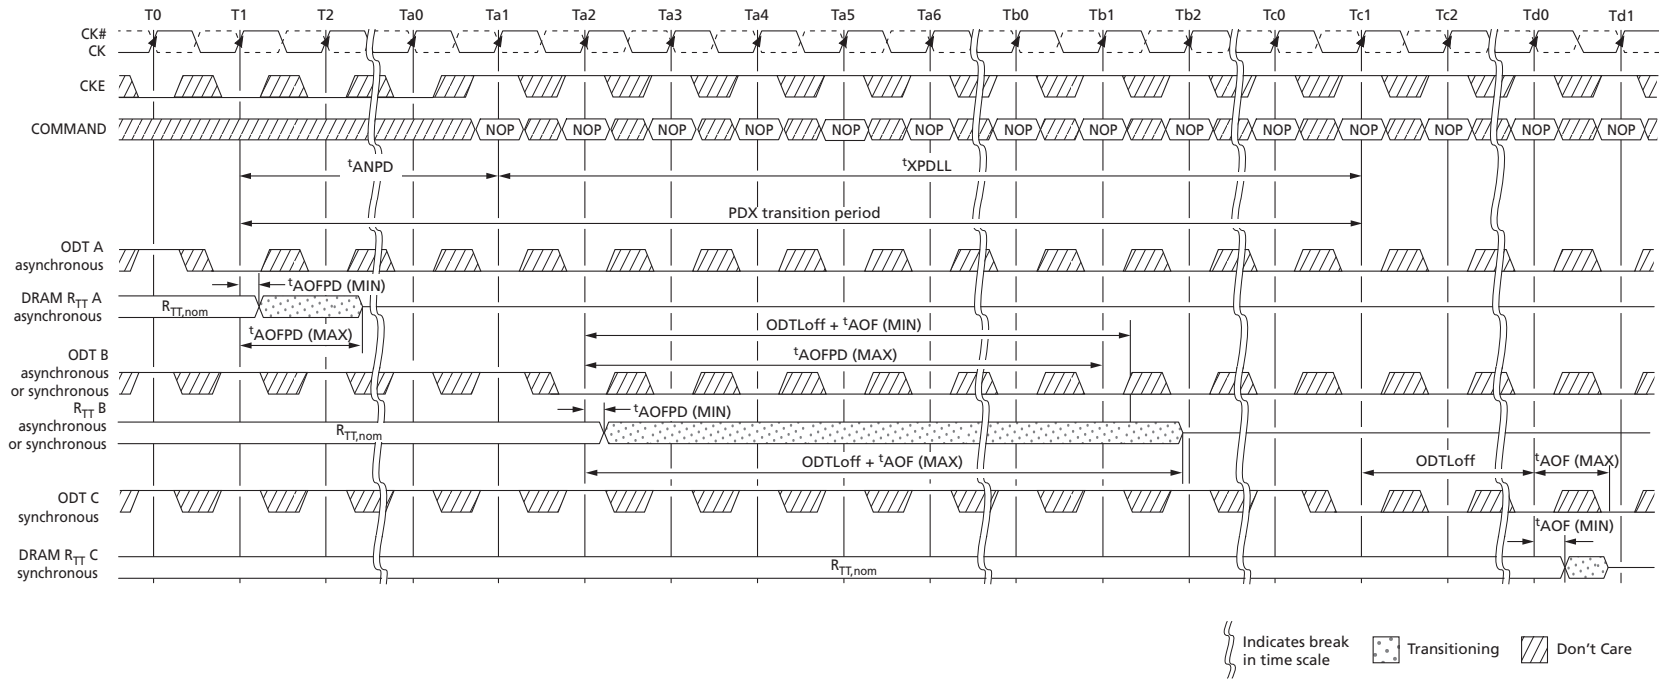 T0 T1 T2 Ta0 Ta1 Ta2 Ta3 Ta4 Ta5 Ta6 Tb0 Tb1 Tb2 Tc0 Tc1 Tc2 Td0 Td1
CK#
CK
CKE
COMMAND NOP NOP NOP NOP NOP NOP NOP NOP NOP NOP NOP NOP NOP NOP
tANPD tXPDLL
PDX transition period
ODT A
asynchronous
tAOFPD (MIN)
DRAM RTT A
asynchronous
RTT,nom
tAOFPD (MAX)
ODTLoff + tAOF (MIN)
tAOFPD (MAX)
ODT B
asynchronous
or synchronous
tAOFPD (MIN)
RTT B
asynchronous
or synchronous
RTT,nom
ODTLoff + tAOF (MAX)
ODTLoff tAOF (MAX)
ODT C
synchronous
tAOF (MIN)
DRAM RTT C
synchronous
RTT,nom
Indicates break
in time scale
Transitioning
Don't Care